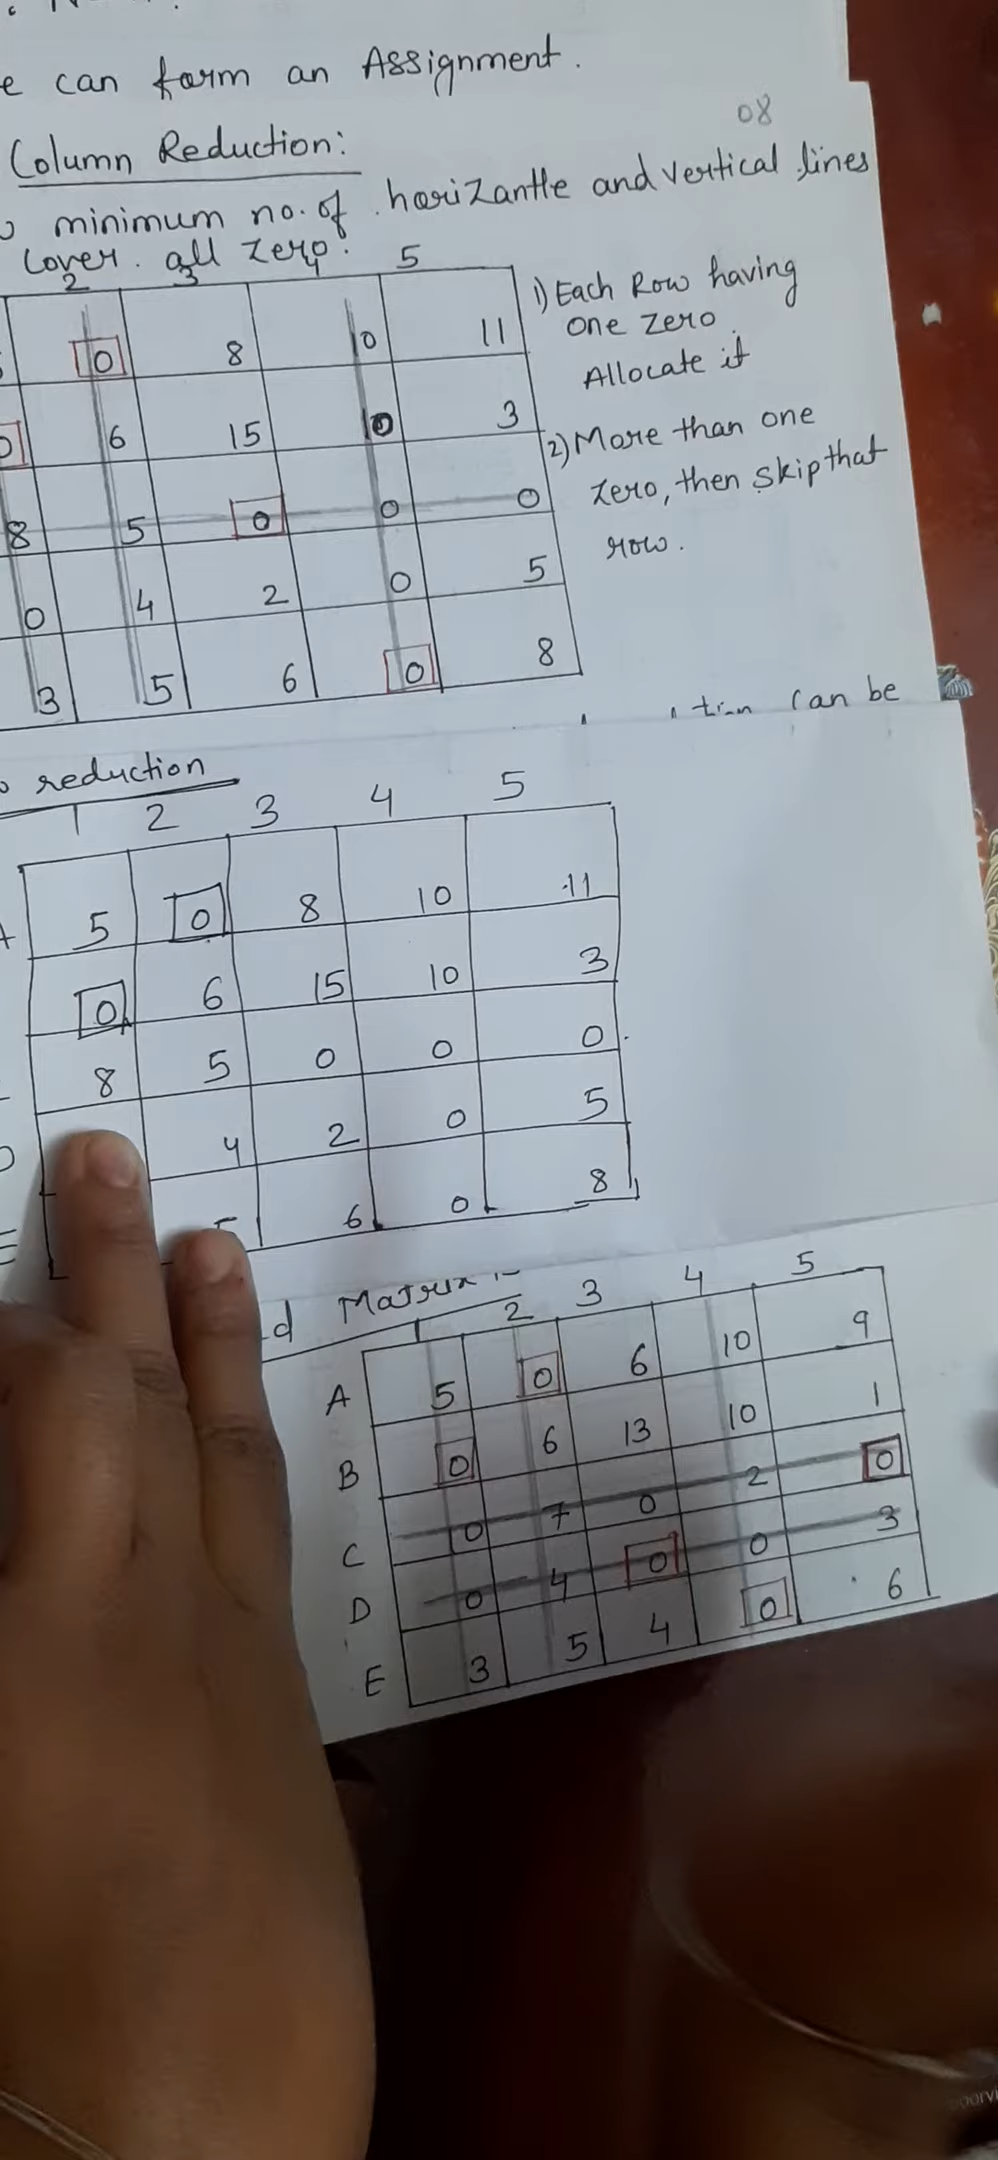 e can form an Assignment.
08
Column Reduction:
minimum no. of horizantle and vertical lines
Cover all zero.
2 3 4 5
0 8 10 11
0 6 15 10 3
8 5 0 0 0
0 4 2 0 5
3 5 6 0 8
1) Each Row having
one zero
Allocate it
2) More than one
zero, then skip that
row.
can be
reduction
1 2 3 4 5
5 0 8 10 11
0 6 15 10 3
8 5 0 0 0
4 2 0 5
E 6 0 8
d Matrix
1 2 3 4 5
A 5 0 6 10 9
B 0 6 13 10 1
C 0 7 0 2 0
D 0 4 0 0 3
E 3 5 4 0 6